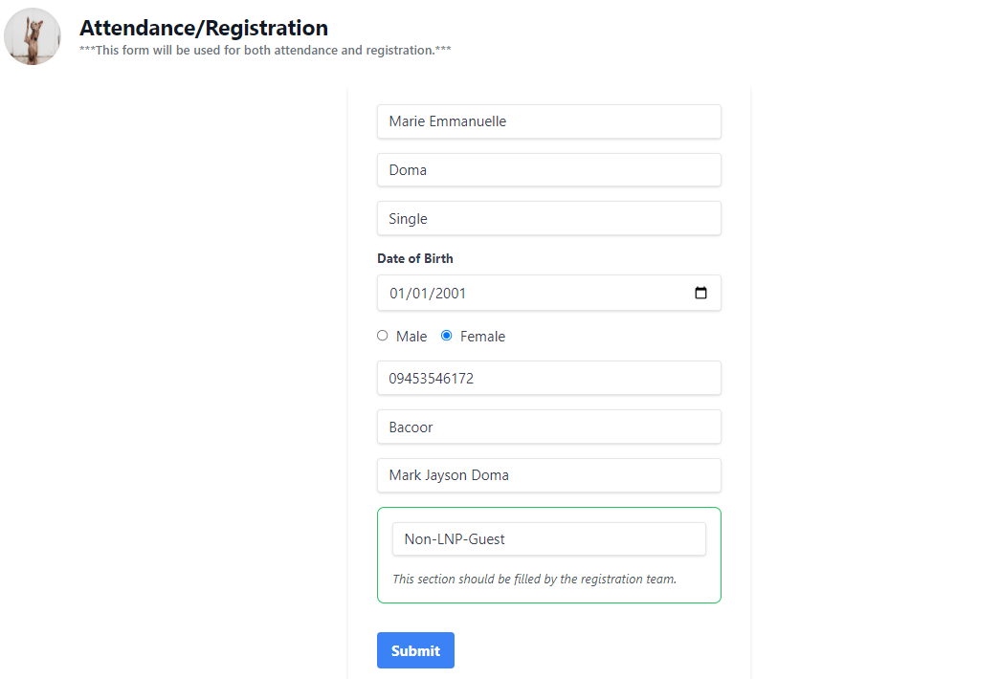 Attendance/Registration
***This form will be used for both attendance and registration.***
Marie Emmanuelle
Doma
Single
Date of Birth
01/01/2001
Male Female
09453546172
Bacoor
Mark Jayson Doma
Non-LNP-Guest
This section should be filled by the registration team.
Submit